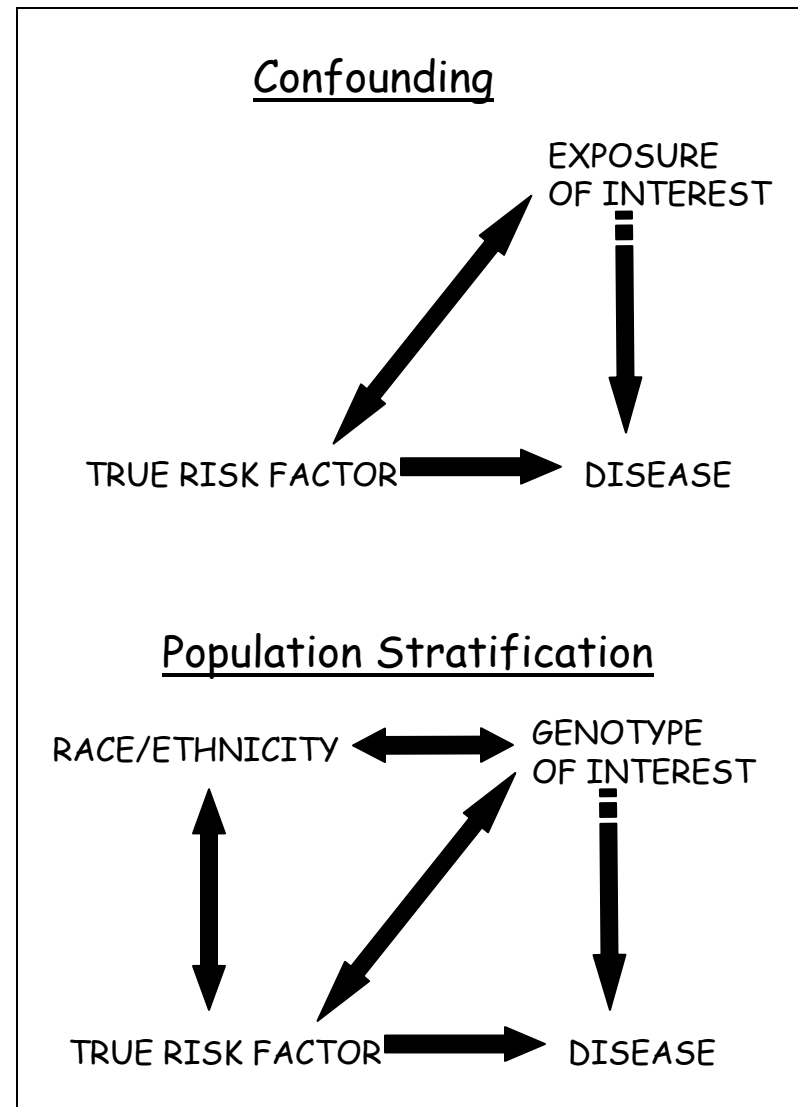 Confounding
EXPOSURE
OF INTEREST
TRUE RISK FACTOR
DISEASE
Population Stratification
RACE/ETHNICITY
GENOTYPE
OF INTEREST
TRUE RISK FACTOR
DISEASE